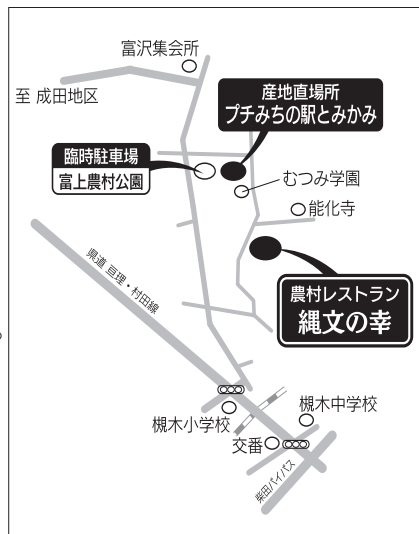 富沢集会所
至 成田地区
産地直場所
プチみちの駅とみかみ
臨時駐車場
富上農村公園
むつみ学園
能化寺
県道 亘理・村田線
農村レストラン
縄文の幸
槻木小学校
槻木中学校
交番
柴田バイパス